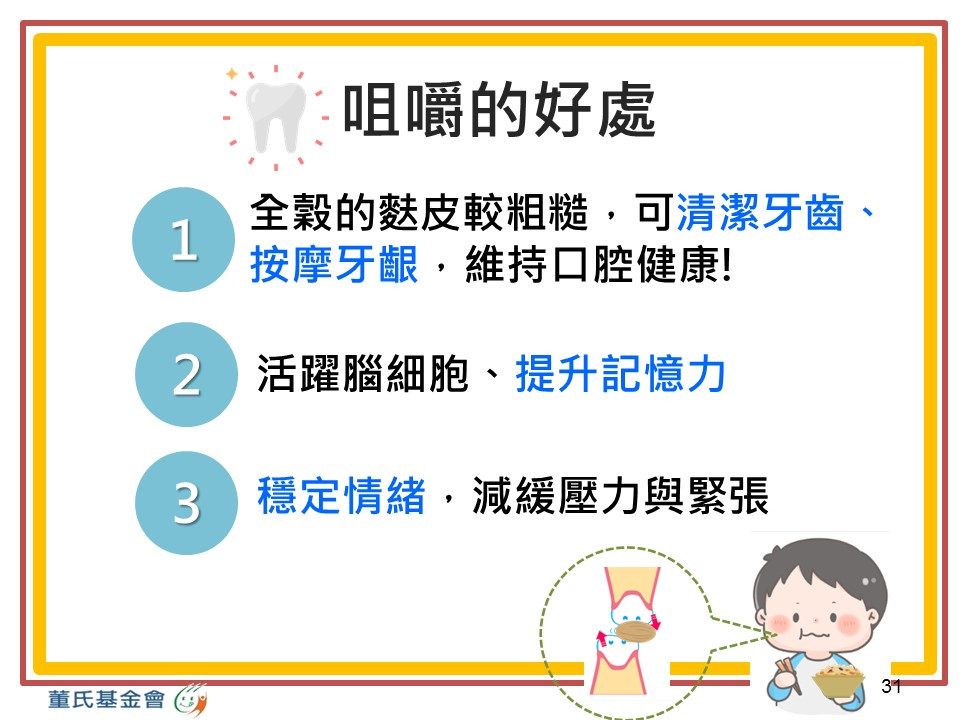 咀嚼的好處
1
全穀的麩皮較粗糙，可清潔牙齒、
按摩牙齦，維持口腔健康!
2
活躍腦細胞、提升記憶力
3
穩定情緒，減緩壓力與緊張
董氏基金會
31